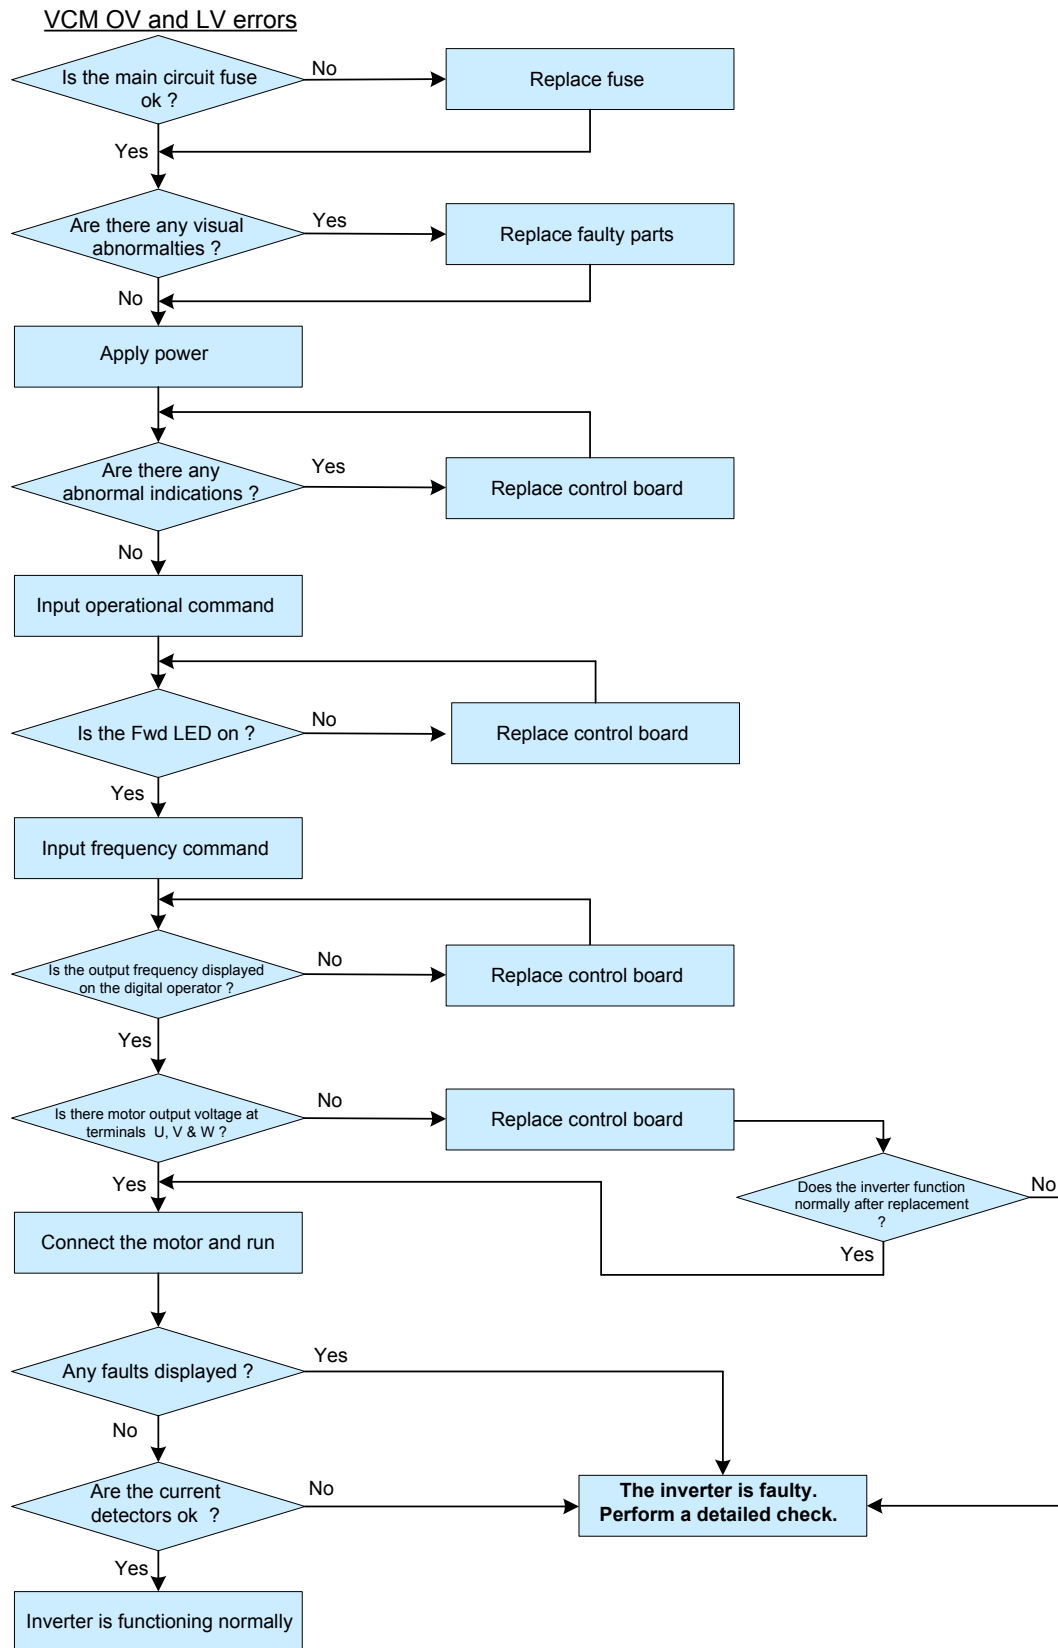 VCM OV and LV errors
Is the main circuit fuse
ok ?
No
Replace fuse
Yes
Are there any visual
abnormalties ?
Yes
Replace faulty parts
No
Apply power
Are there any
abnormal indications ?
Yes
Replace control board
No
Input operational command
Is the Fwd LED on ?
No
Replace control board
Yes
Input frequency command
Is the output frequency displayed
on the digital operator ?
No
Replace control board
Yes
Is there motor output voltage at
terminals U, V & W ?
No
Replace control board
Does the inverter function
normally after replacement
?
No
Yes
Yes
Connect the motor and run
Any faults displayed ?
Yes
No
Are the current
detectors ok ?
No
The inverter is faulty.
Perform a detailed check.
Yes
Inverter is functioning normally